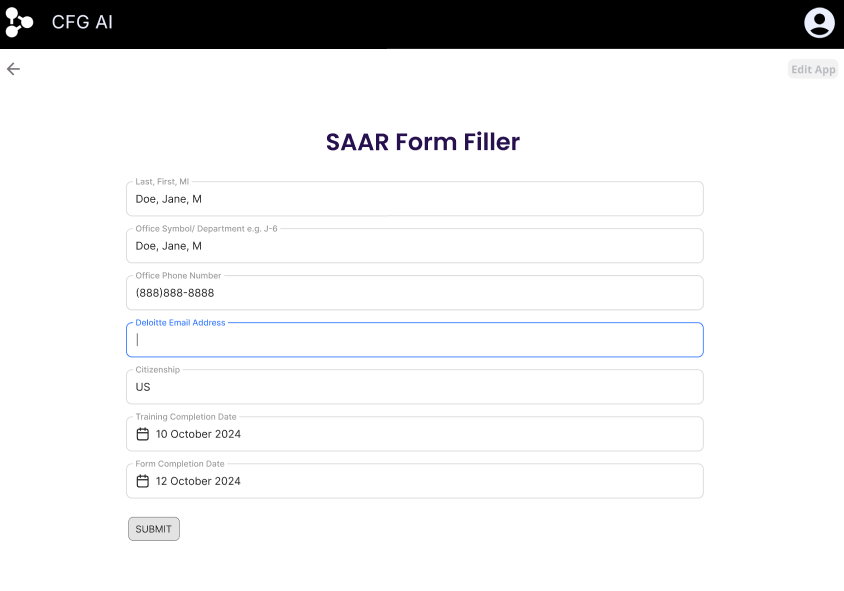 CFG AI
Edit App
SAAR Form Filler
Last, First, MI
Doe, Jane, M
Office Symbol/ Department e.g. J-6
Doe, Jane, M
Office Phone Number
(888)888-8888
Deloitte Email Address
Citizenship
US
Training Completion Date
10 October 2024
Form Completion Date
12 October 2024
SUBMIT